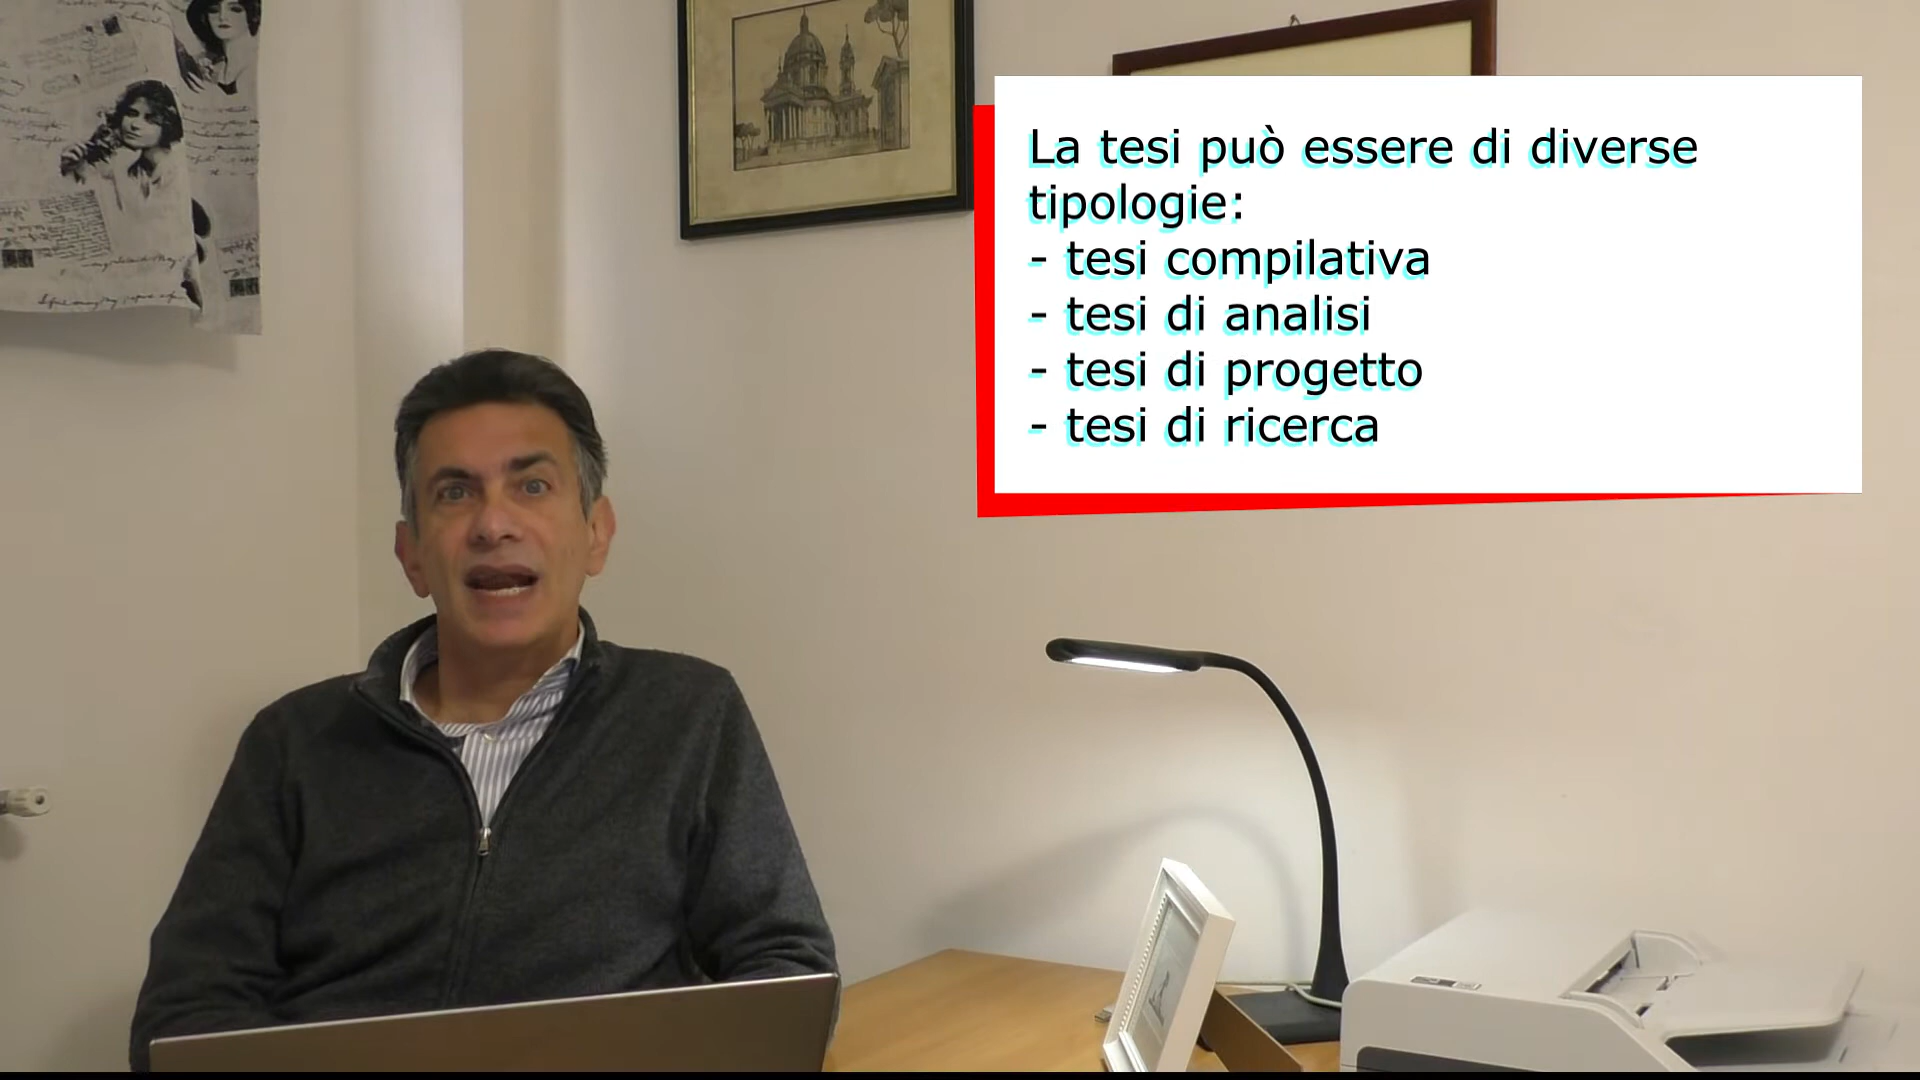 La tesi può essere di diverse
tipologie:
- tesi compilativa
- tesi di analisi
- tesi di progetto
- tesi di ricerca